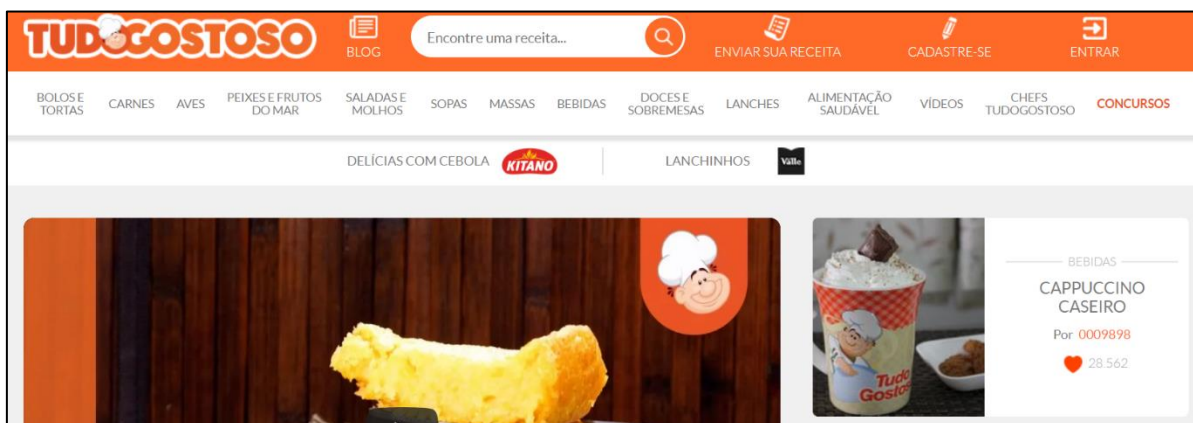 TUDOGOSTOSO
BLOG
Encontre uma receita...
ENVIAR SUA RECEITA
CADASTRE-SE
ENTRAR
BOLOS E
TORTAS
CARNES
AVES
PEIXES E FRUTOS
DO MAR
SALADAS E
MOLHOS
SOPAS
MASSAS
BEBIDAS
DOCES E
SOBREMESAS
LANCHES
ALIMENTAÇÃO
SAUDÁVEL
VÍDEOS
CHEFS
TUDOGOSTOSO
CONCURSOS
DELÍCIAS COM CEBOLA
KITANO
LANCHINHOS
Válle
BEBIDAS
CAPPUCCINO
CASEIRO
Por 0009898
28.562
Tudo
Gostoso